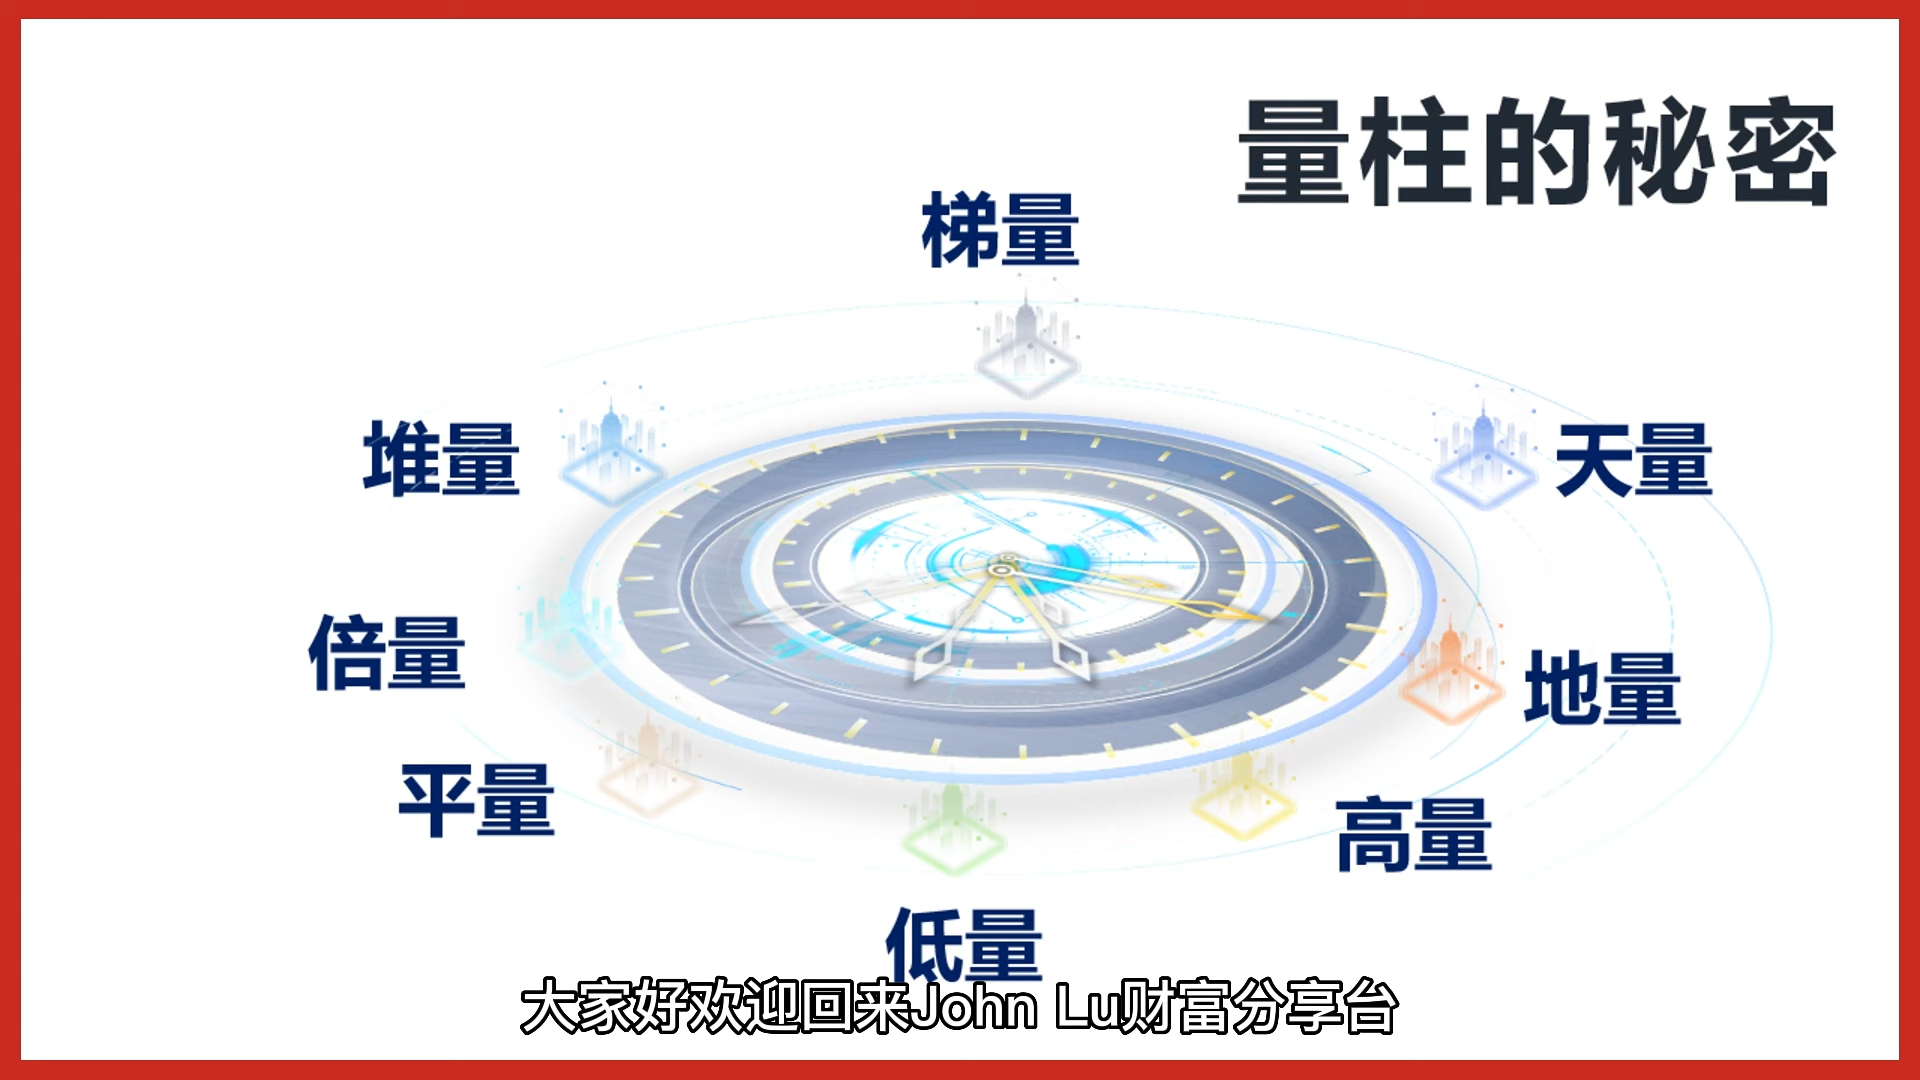 量柱的秘密
梯量
堆量
天量
倍量
地量
平量
高量
低量
大家好欢迎回来John Lu财富分享台